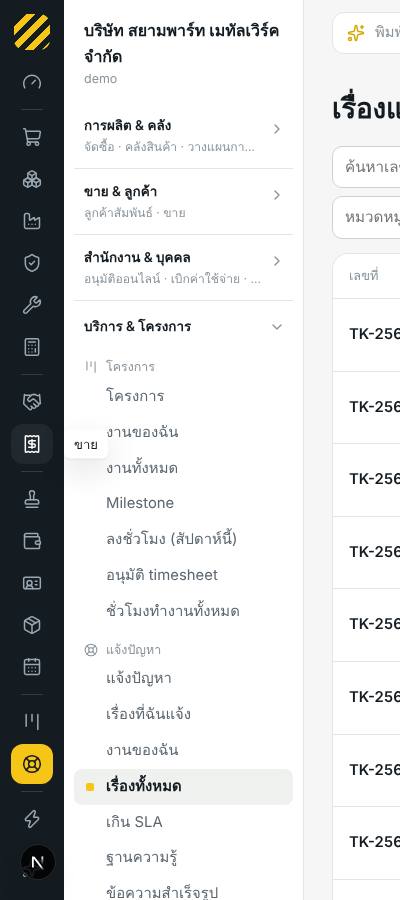 บริษัท สยามพาร์ท เมทัลเวิร์ค
จำกัด
demo
การผลิต & คลัง
จัดซื้อ · คลังสินค้า · วางแผนกา...
ขาย & ลูกค้า
ลูกค้าสัมพันธ์ · ขาย
สำนักงาน & บุคคล
อนุมัติออนไลน์ · เบิกค่าใช้จ่าย · ...
บริการ & โครงการ
โครงการ
โครงการ
งานของฉัน
ขาย
งานทั้งหมด
Milestone
ลงชั่วโมง (สัปดาห์นี้)
อนุมัติ timesheet
ชั่วโมงทำงานทั้งหมด
แจ้งปัญหา
แจ้งปัญหา
เรื่องที่ฉันแจ้ง
งานของฉัน
เรื่องทั้งหมด
เกิน SLA
ฐานความรู้
ข้อความสำเร็จรูป
N
พิมพ์
เรื่อง
ค้นหาเลข
หมวดหมู่
เลขที่
TK-256
TK-256
TK-256
TK-256
TK-256
TK-256
TK-256
TK-256